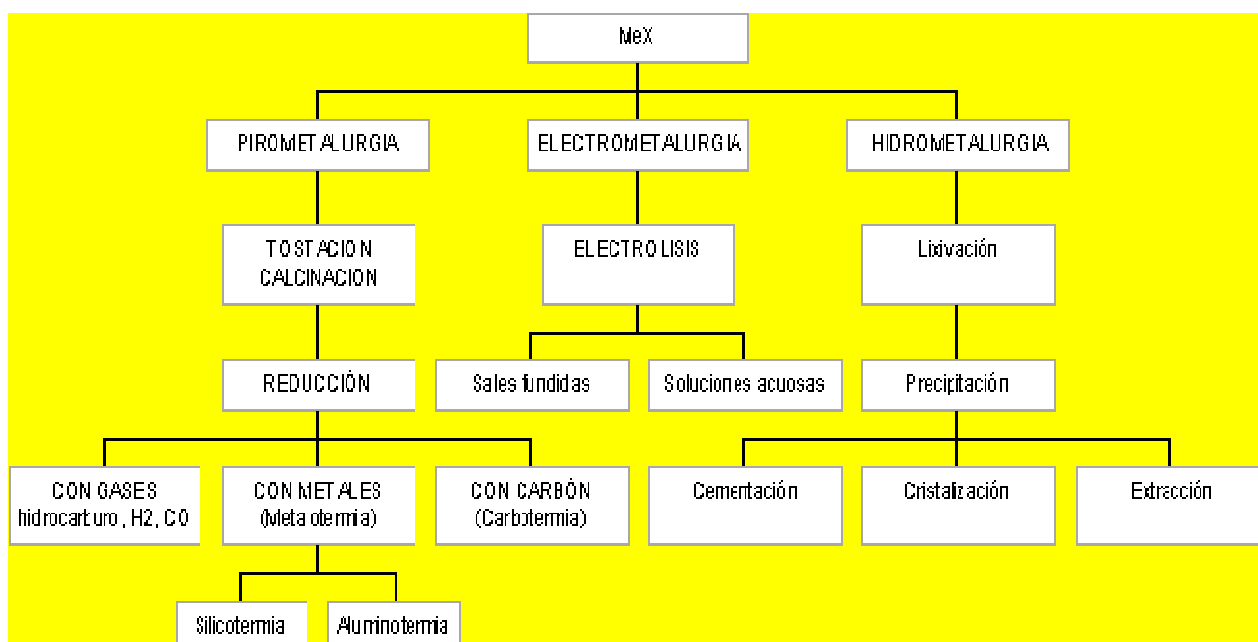 MeX
PIROMETALURGIA
ELECTROMETALURGIA
HIDROMETALURGIA
TOSTACION
CALCINACION
ELECTROLISIS
Lixivación
REDUCCIÓN
Sales fundidas
Soluciones acuosas
Precipitación
CON GASES
hidrocarburo, H2, CO
CON METALES
(Metalotermia)
CON CARBÓN
(Carbotermia)
Cementación
Cristalización
Extracción
Silicotermia
Aluminotermia